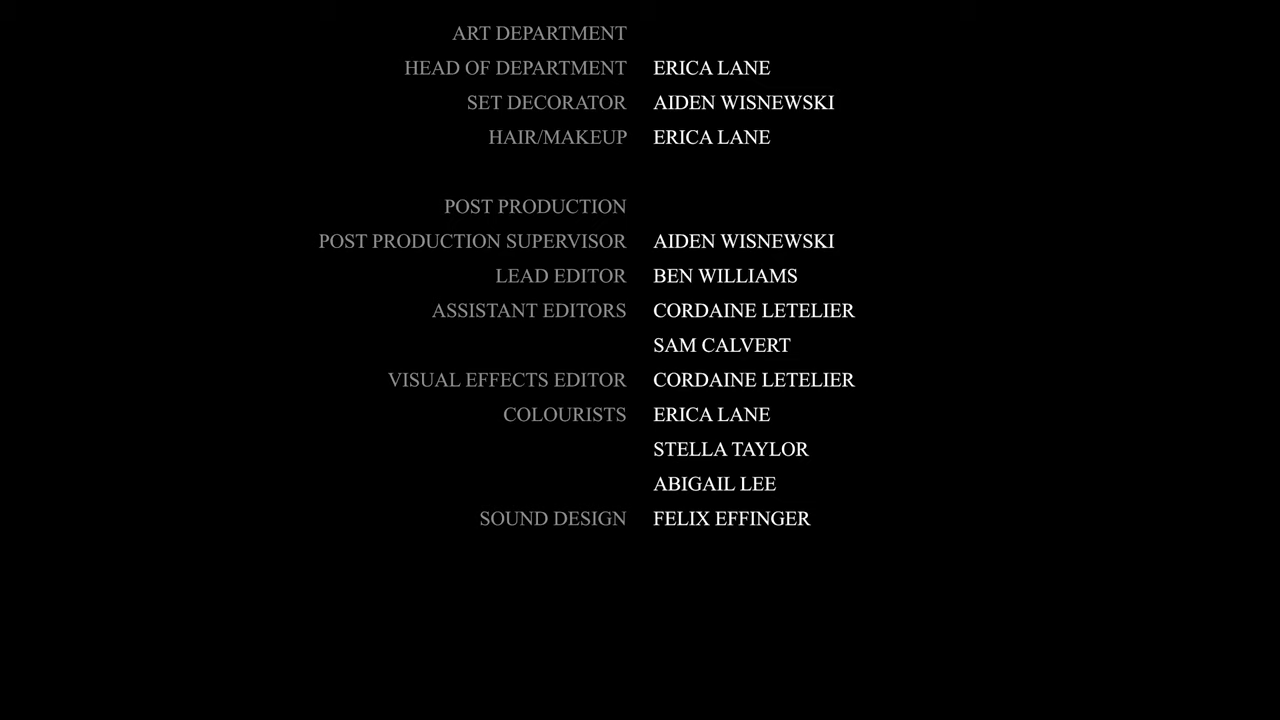 ART DEPARTMENT
HEAD OF DEPARTMENT ERICA LANE
SET DECORATOR AIDEN WISNEWSKI
HAIR/MAKEUP ERICA LANE
POST PRODUCTION
POST PRODUCTION SUPERVISOR AIDEN WISNEWSKI
LEAD EDITOR BEN WILLIAMS
ASSISTANT EDITORS CORDAINE LETELIER
SAM CALVERT
VISUAL EFFECTS EDITOR CORDAINE LETELIER
COLOURISTS ERICA LANE
STELLA TAYLOR
ABIGAIL LEE
SOUND DESIGN FELIX EFFINGER